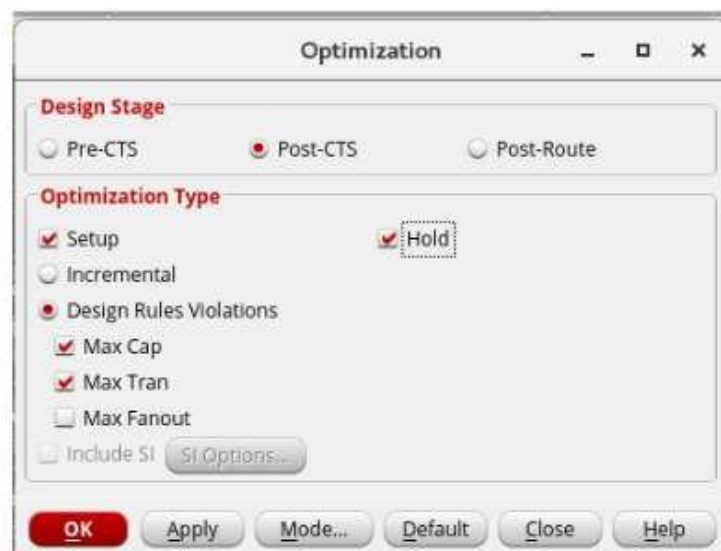 Optimization
Design Stage
Pre-CTS Post-CTS Post-Route
Optimization Type
Setup Hold
Incremental
Design Rules Violations
Max Cap
Max Tran
Max Fanout
Include SI SI Options...
OK Apply Mode... Default Close Help